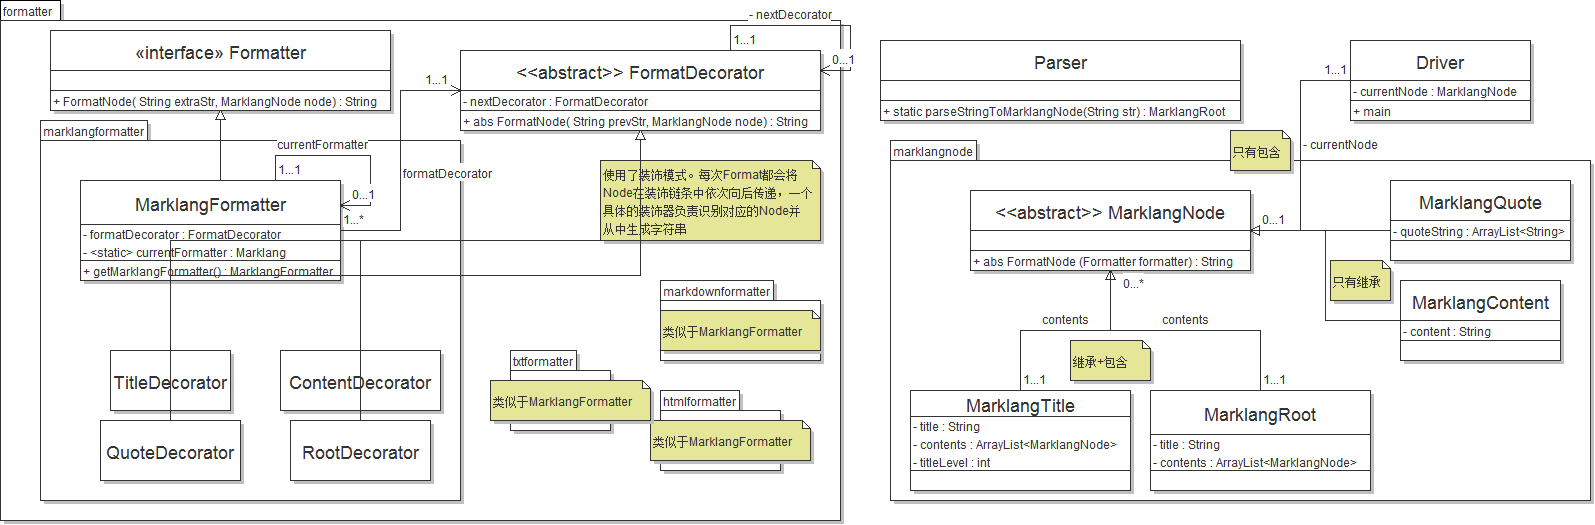 formatter
- nextDecorator
1...1
0...1
«interface» Formatter
+ FormatNode( String extraStr, MarklangNode node) : String
<<abstract>> FormatDecorator
- nextDecorator : FormatDecorator
+ abs FormatNode( String prevStr, MarklangNode node) : String
1...1
marklangformatter
currentFormatter
1...1
0...1
formatDecorator
1...*
MarklangFormatter
- formatDecorator : FormatDecorator
- <static> currentFormatter : Marklang
+ getMarklangFormatter() : MarklangFormatter
使用了装饰模式。每次Format都会将
Node在装饰链条中依次向后传递，一个
具体的装饰器负责识别对应的Node并
从中生成字符串
TitleDecorator
ContentDecorator
QuoteDecorator
RootDecorator
markdownformatter
类似于MarklangFormatter
txtformatter
类似于MarklangFormatter
htmlformatter
类似于MarklangFormatter
Parser
+ static parseStringToMarklangNode(String str) : MarklangRoot
Driver
- currentNode : MarklangNode
+ main
1...1
只有包含
- currentNode
marklangnode
<<abstract>> MarklangNode
+ abs FormatNode (Formatter formatter) : String
0...1
MarklangQuote
- quoteString : ArrayList<String>
只有继承
MarklangContent
- content : String
0...*
contents
contents
继承+包含
1...1
1...1
MarklangTitle
- title : String
- contents : ArrayList<MarklangNode>
- titleLevel : int
MarklangRoot
- title : String
- contents : ArrayList<MarklangNode>